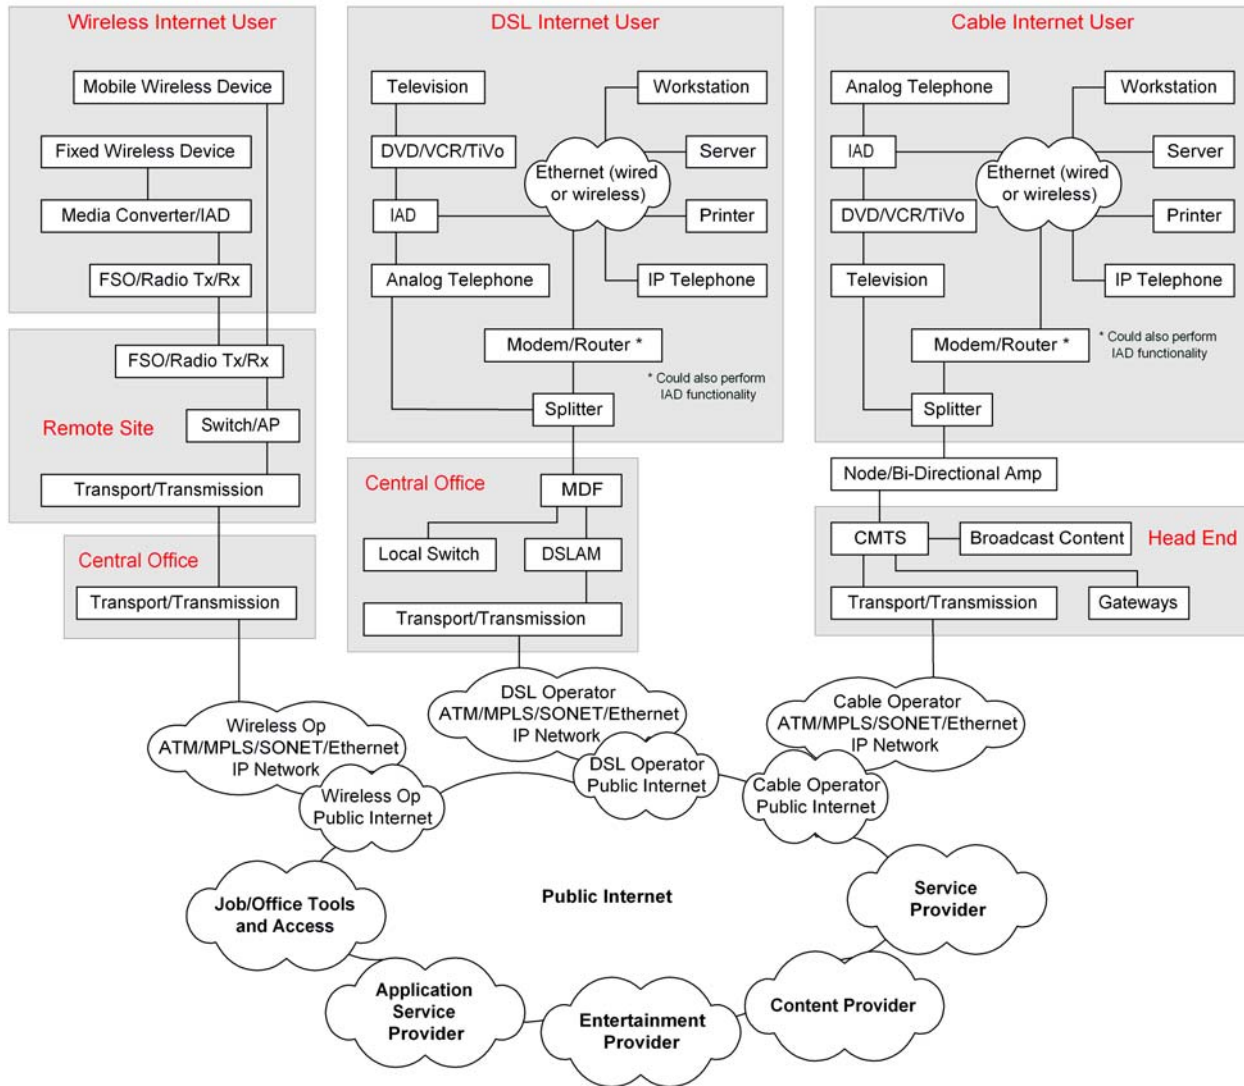 Wireless Internet User
Mobile Wireless Device
Fixed Wireless Device
Media Converter/IAD
FSO/Radio Tx/Rx
FSO/Radio Tx/Rx
Remote Site
Switch/AP
Transport/Transmission
Central Office
Transport/Transmission
DSL Internet User
Television
Workstation
DVD/VCR/TiVo
Server
Ethernet (wired
or wireless)
IAD
Printer
Analog Telephone
IP Telephone
Modem/Router *
* Could also perform
IAD functionality
Splitter
Central Office
MDF
Local Switch
DSLAM
Transport/Transmission
Cable Internet User
Analog Telephone
Workstation
IAD
Server
Ethernet (wired
or wireless)
DVD/VCR/TiVo
Printer
Television
IP Telephone
Modem/Router *
* Could also perform
IAD functionality
Splitter
Node/Bi-Directional Amp
CMTS
Broadcast Content
Head End
Transport/Transmission
Gateways
Wireless Op
ATM/MPLS/SONET/Ethernet
IP Network
Wireless Op
Public Internet
DSL Operator
ATM/MPLS/SONET/Ethernet
IP Network
DSL Operator
Public Internet
Cable Operator
ATM/MPLS/SONET/Ethernet
IP Network
Cable Operator
Public Internet
Job/Office Tools
and Access
Public Internet
Service
Provider
Application
Service
Provider
Entertainment
Provider
Content Provider